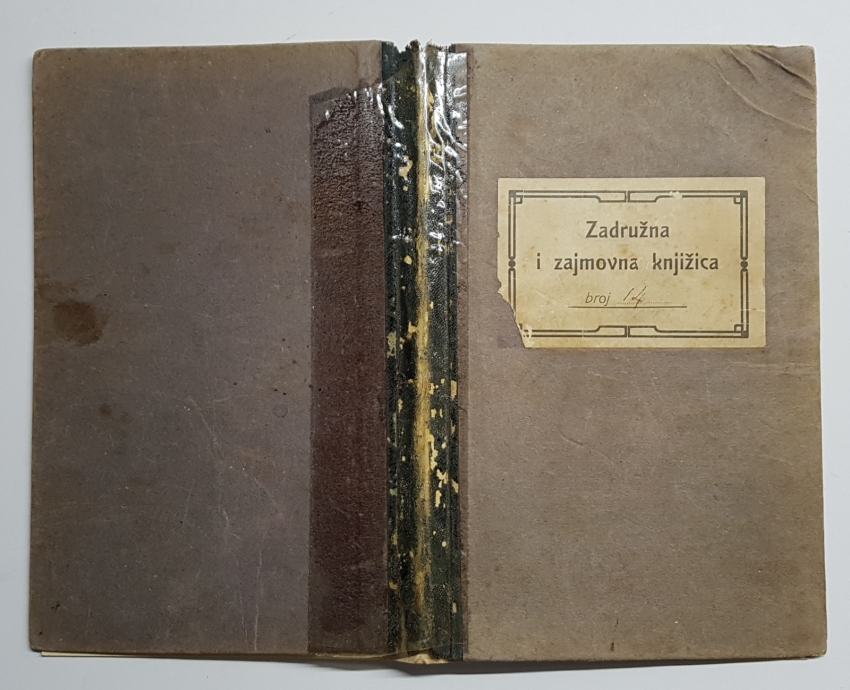 Zadružna
i zajmovna knjižica
broj 14